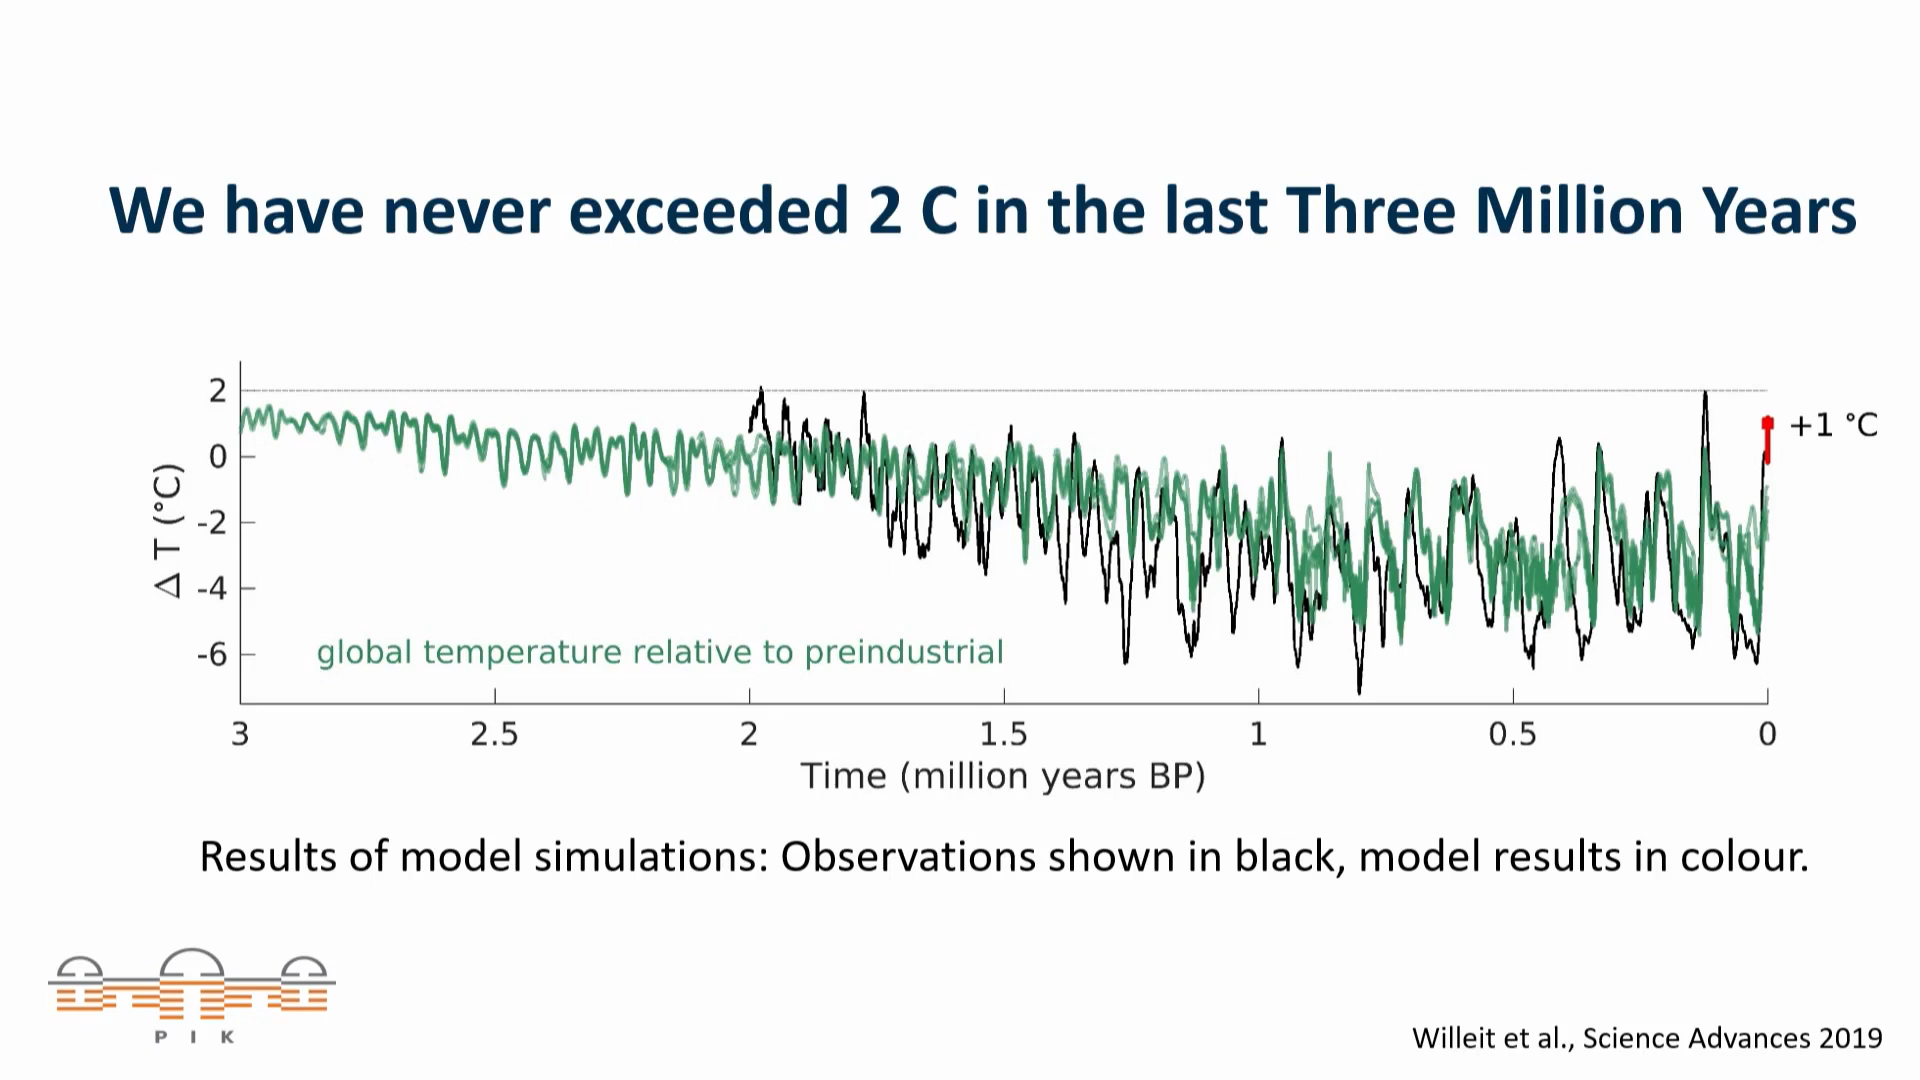 We have never exceeded 2 C in the last Three Million Years
2
0
-2
-4
-6
Δ T (°C)
+1 °C
global temperature relative to preindustrial
3 2.5 2 1.5 1 0.5 0
Time (million years BP)
Results of model simulations: Observations shown in black, model results in colour.
P I K
Willeit et al., Science Advances 2019